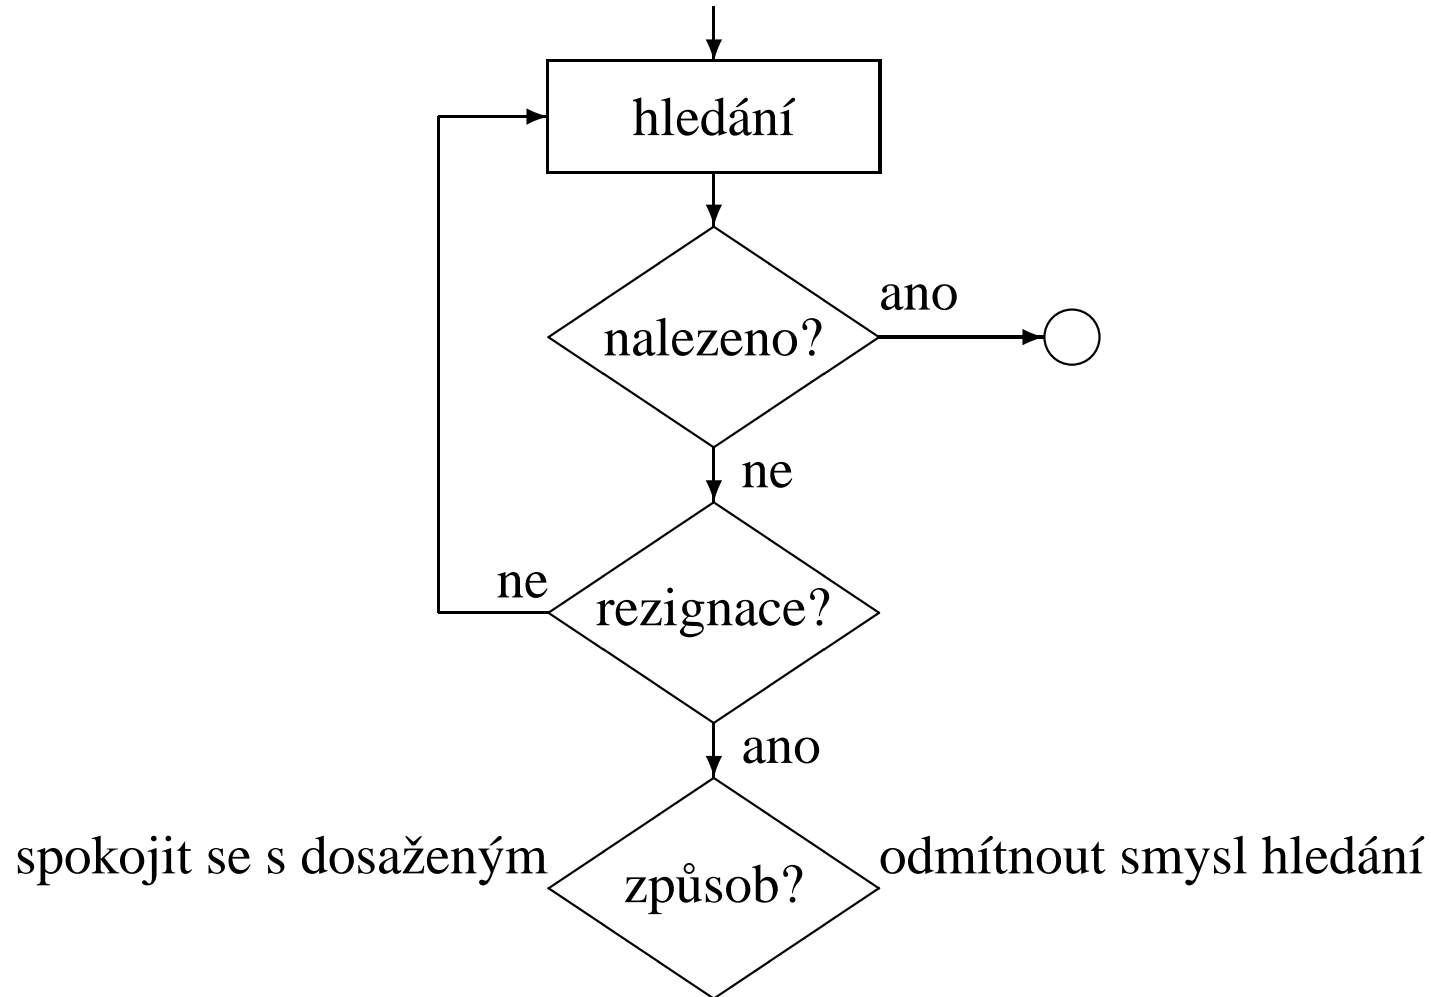 hledání
ano
nalezeno?
ne
ne
rezignace?
ano
spokojit se s dosaženým
odmítnout smysl hledání
způsob?